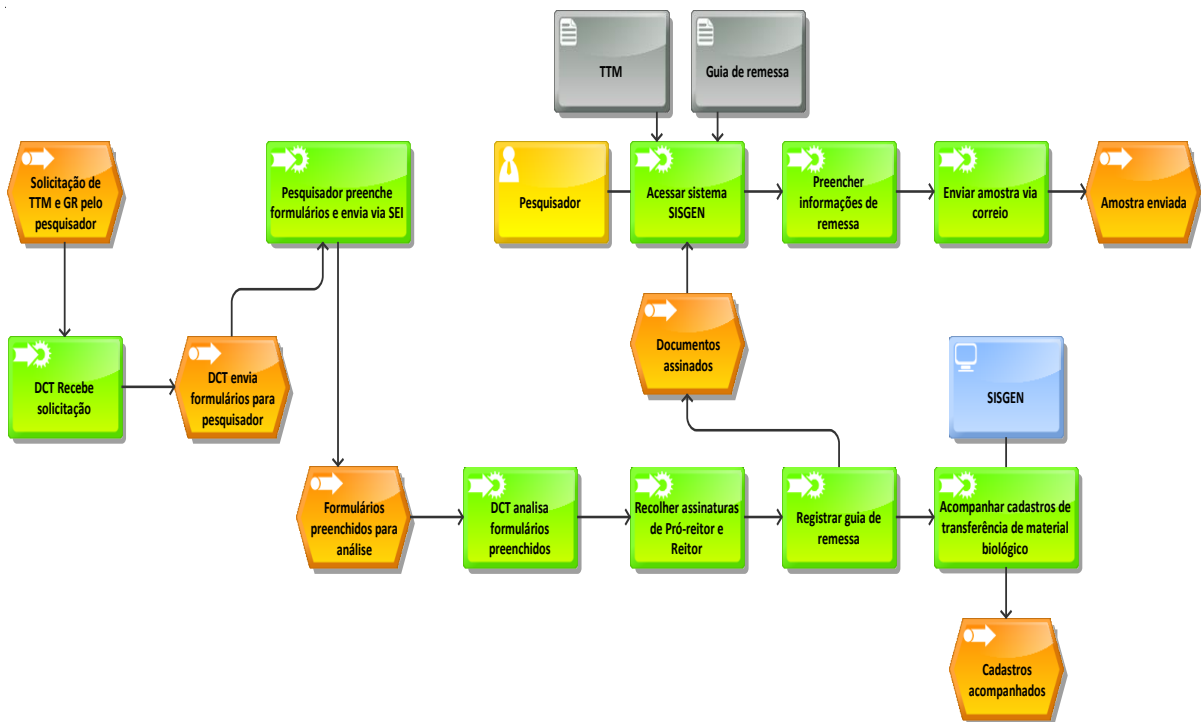 TTM
Guia de remessa
Solicitação de
TTM e GR pelo
pesquisador
Pesquisador preenche
formulários e envia via SEI
Pesquisador
Acessar sistema
SISGEN
Preencher
informações de
remessa
Enviar amostra via
correio
Amostra enviada
DCT Recebe
solicitação
DCT envia
formulários para
pesquisador
Documentos
assinados
SISGEN
Formulários
preenchidos para
análise
DCT analisa
formulários
preenchidos
Recolher assinaturas
de Pró-reitor e
Reitor
Registrar guia de
remessa
Acompanhar cadastros de
transferência de material
biológico
Cadastros
acompanhados